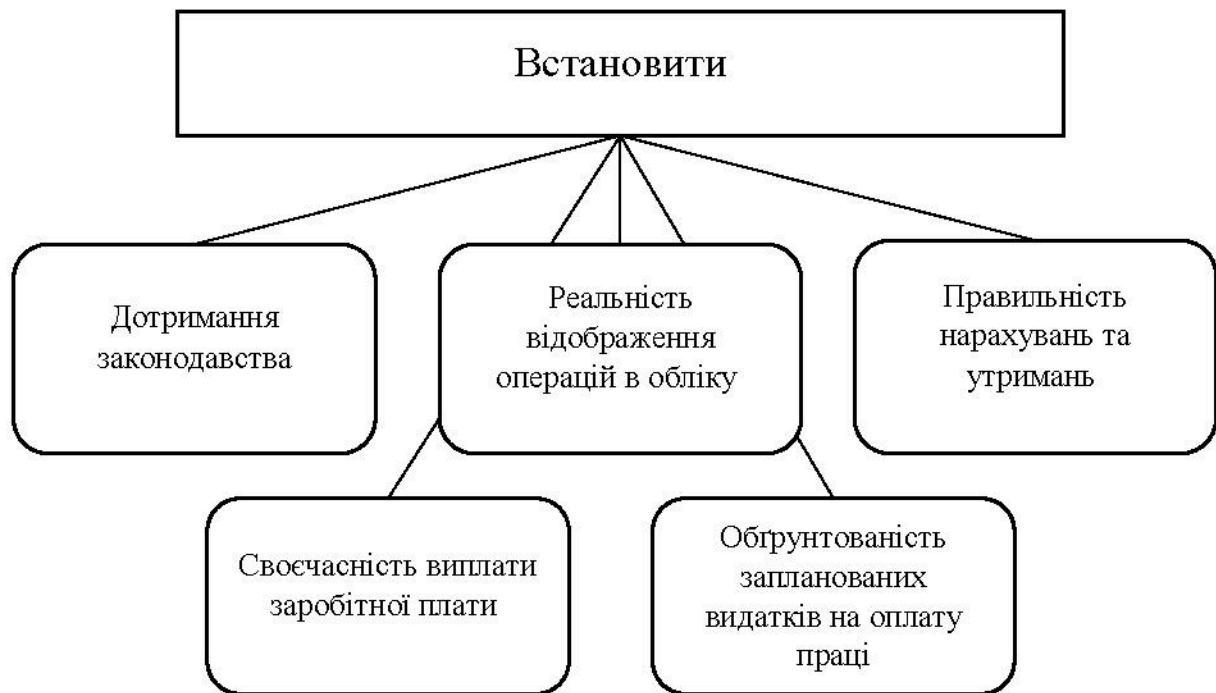 Встановити
Дотримання
законодавства
Реальність
відображення
операцій в обліку
Правильність
нарахувань та
утримань
Своєчасність виплати
заробітної плати
Обґрунтованість
запланованих
видатків на оплату
праці